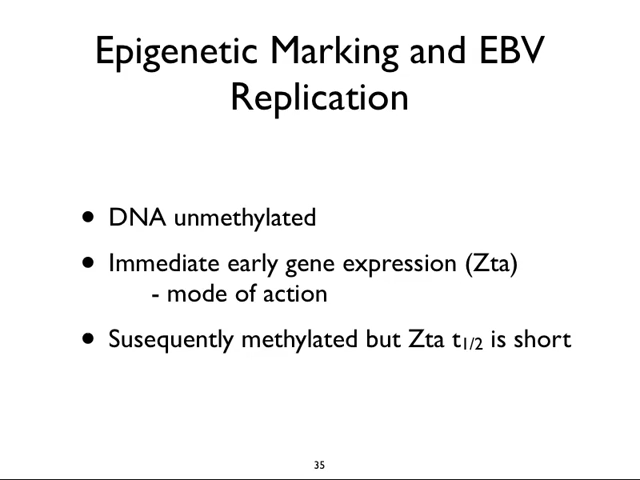 Epigenetic Marking and EBV
Replication
• DNA unmethylated
• Immediate early gene expression (Zta)
- mode of action
• Susequently methylated but Zta t1/2 is short
35